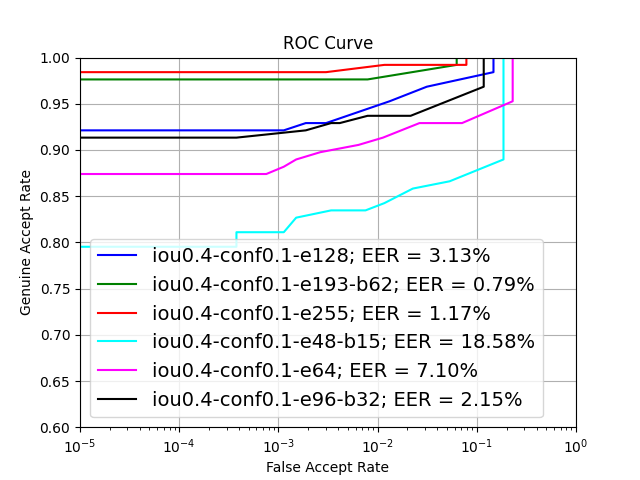 ROC Curve
1.00
0.95
0.90
0.85
0.80
0.75
0.70
0.65
0.60
Genuine Accept Rate
iou0.4-conf0.1-e128; EER = 3.13%
iou0.4-conf0.1-e193-b62; EER = 0.79%
iou0.4-conf0.1-e255; EER = 1.17%
iou0.4-conf0.1-e48-b15; EER = 18.58%
iou0.4-conf0.1-e64; EER = 7.10%
iou0.4-conf0.1-e96-b32; EER = 2.15%
10⁻⁵ 10⁻⁴ 10⁻³ 10⁻² 10⁻¹ 10⁰
False Accept Rate